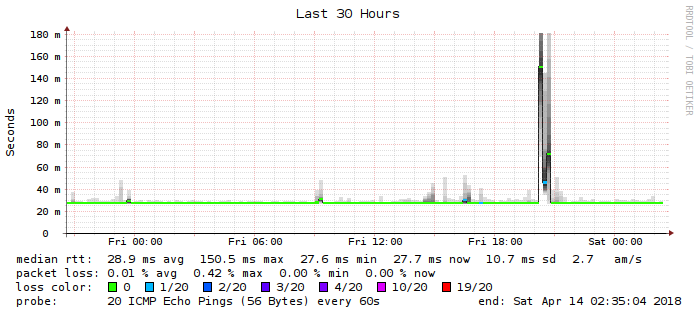 Last 30 Hours
RRDTOOL / TOBI OETIKER
Seconds
180 m
160 m
140 m
120 m
100 m
80 m
60 m
40 m
20 m
0
Fri 00:00 Fri 06:00 Fri 12:00 Fri 18:00 Sat 00:00
median rtt: 28.9 ms avg 150.5 ms max 27.6 ms min 27.7 ms now 10.7 ms sd 2.7 am/s
packet loss: 0.01 % avg 0.42 % max 0.00 % min 0.00 % now
loss color: 0 1/20 2/20 3/20 4/20 10/20 19/20
probe: 20 ICMP Echo Pings (56 Bytes) every 60s end: Sat Apr 14 02:35:04 2018